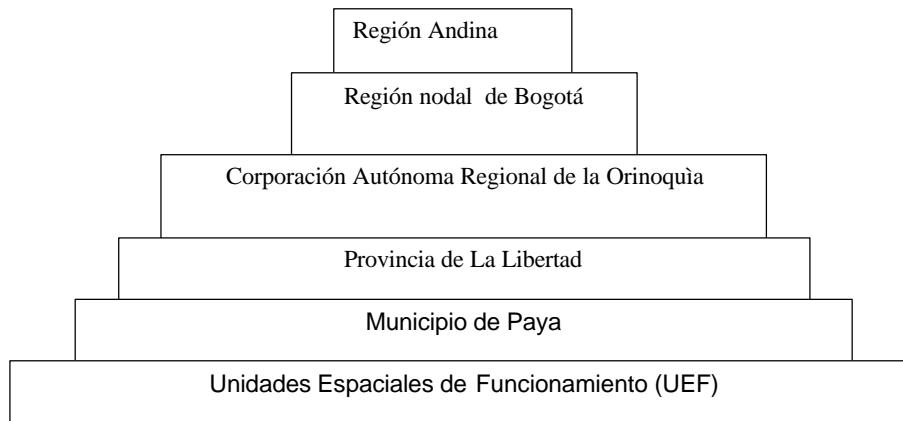 Región Andina
Región nodal de Bogotá
Corporación Autónoma Regional de la Orinoquìa
Provincia de La Libertad
Municipio de Paya
Unidades Espaciales de Funcionamiento (UEF)